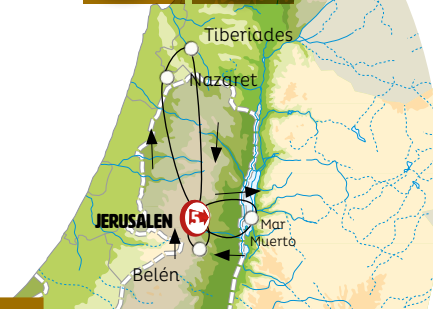 Tiberiades
Nazaret
5
JERUSALEN
Mar
Muerto
Belén